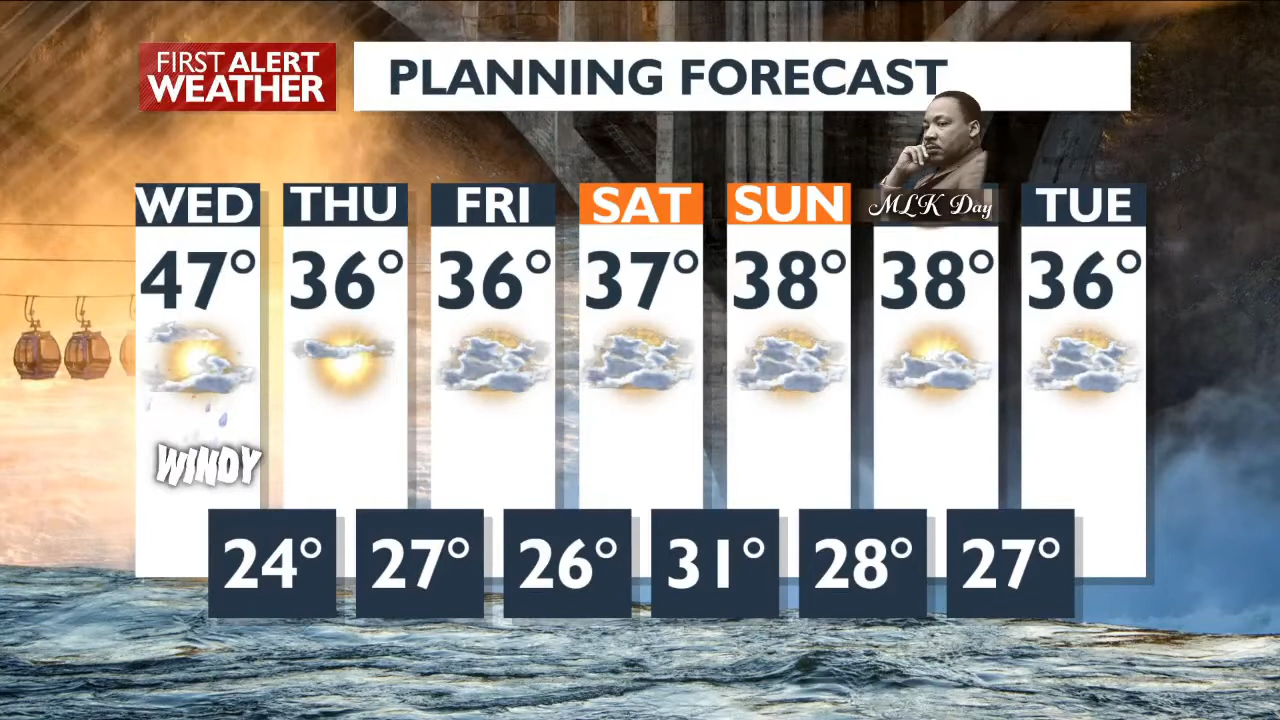 FIRST ALERT
WEATHER
PLANNING FORECAST
WED THU FRI SAT SUN MLK Day TUE
47° 36° 36° 37° 38° 38° 36°
WINDY
24° 27° 26° 31° 28° 27°